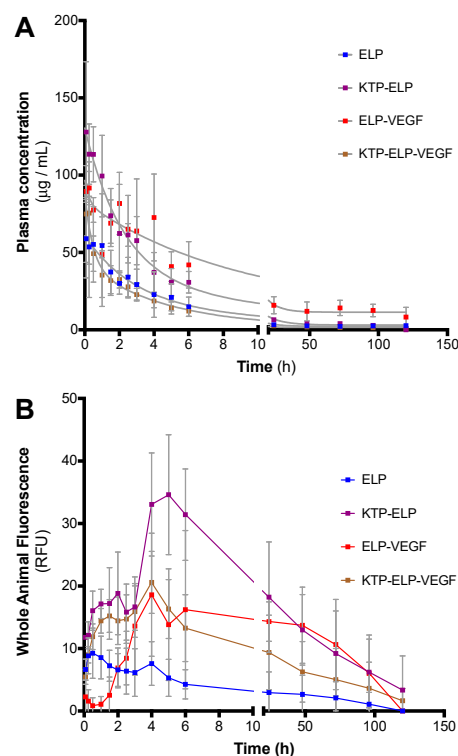 A
200
150
100
50
0
Plasma concentration
(µg / mL)
ELP
KTP-ELP
ELP-VEGF
KTP-ELP-VEGF
0 2 4 6 10 50 100 150
Time (h)
B
50
40
30
20
10
0
Whole Animal Fluorescence
(RFU)
ELP
KTP-ELP
ELP-VEGF
KTP-ELP-VEGF
0 2 4 6 10 50 100 150
Time (h)